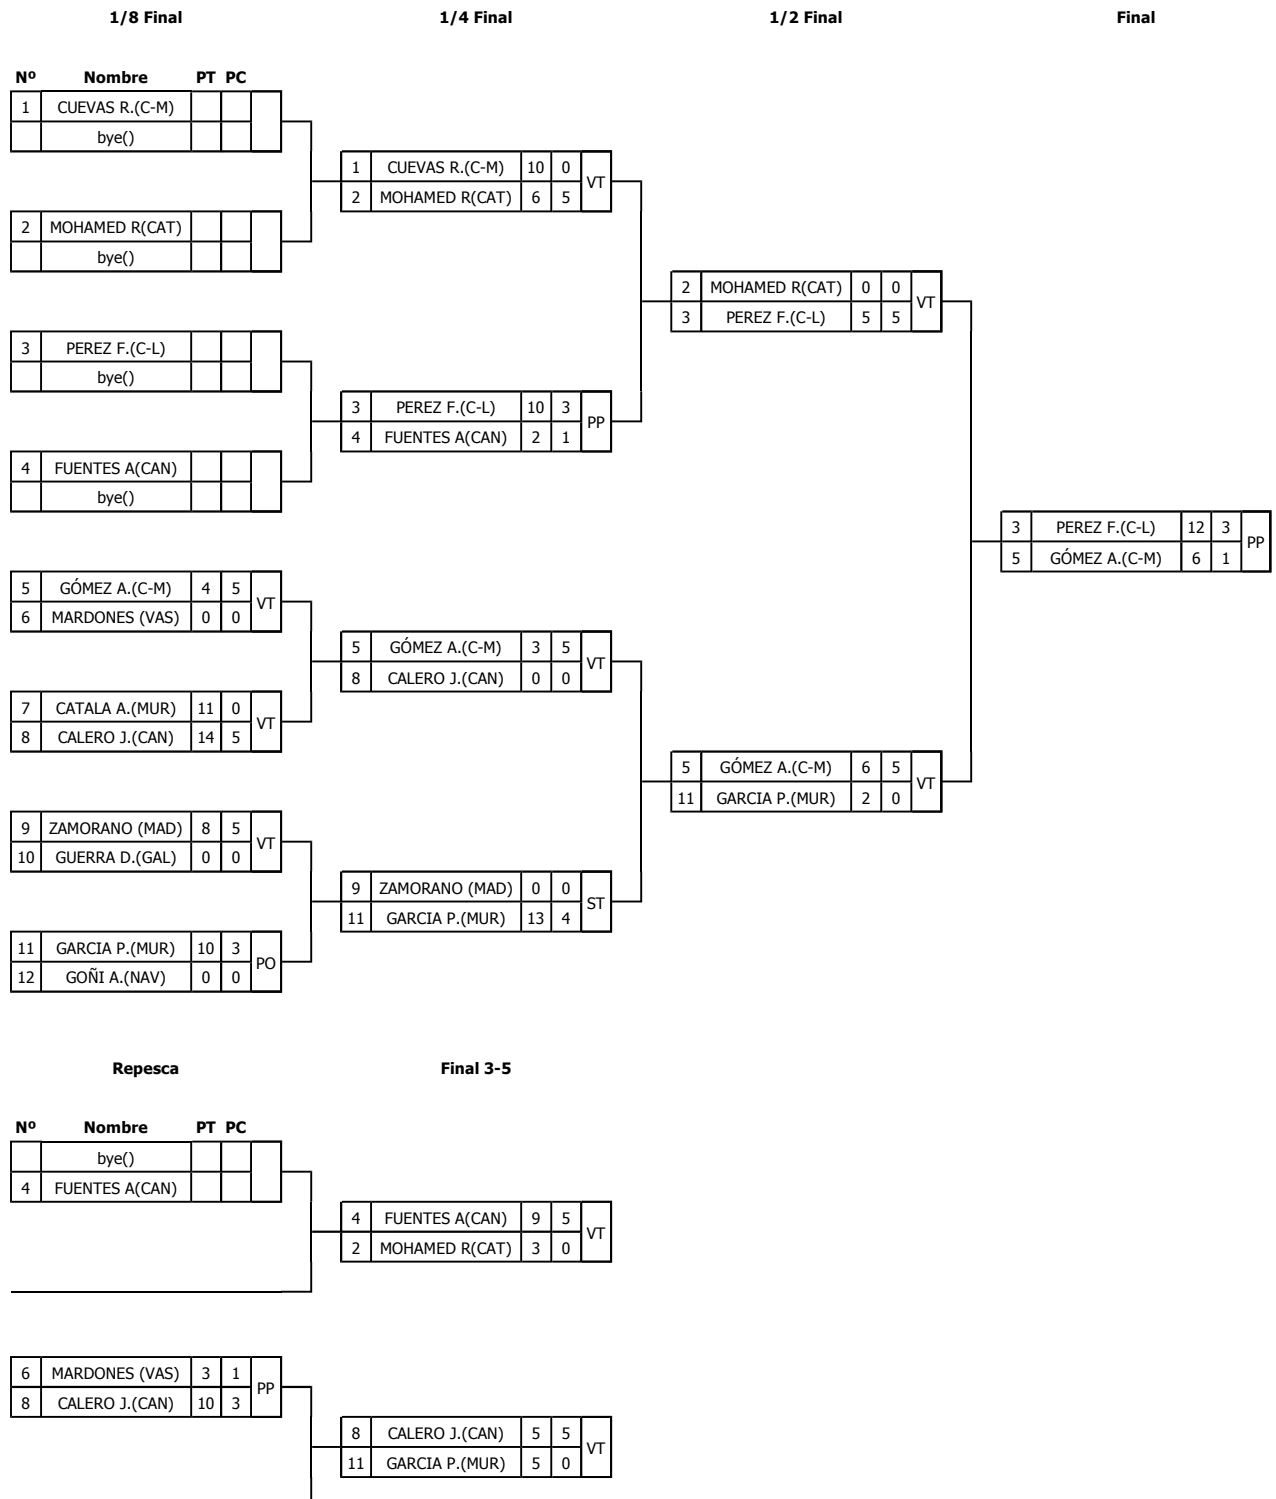 1/8 Final 1/4 Final 1/2 Final Final
Nº Nombre PT PC
1 CUEVAS R.(C-M)
bye()
1 CUEVAS R.(C-M) 10 0 VT
2 MOHAMED R(CAT) 6 5
2 MOHAMED R(CAT)
bye()
2 MOHAMED R(CAT) 0 0 VT
3 PEREZ F.(C-L) 5 5
3 PEREZ F.(C-L)
bye()
3 PEREZ F.(C-L) 10 3 PP
4 FUENTES A(CAN) 2 1
4 FUENTES A(CAN)
bye()
3 PEREZ F.(C-L) 12 3 PP
5 GÓMEZ A.(C-M) 6 1
5 GÓMEZ A.(C-M) 4 5 VT
6 MARDONES (VAS) 0 0
5 GÓMEZ A.(C-M) 3 5 VT
8 CALERO J.(CAN) 0 0
7 CATALA A.(MUR) 11 0 VT
8 CALERO J.(CAN) 14 5
5 GÓMEZ A.(C-M) 6 5 VT
11 GARCIA P.(MUR) 2 0
9 ZAMORANO (MAD) 8 5 VT
10 GUERRA D.(GAL) 0 0
9 ZAMORANO (MAD) 0 0 ST
11 GARCIA P.(MUR) 13 4
11 GARCIA P.(MUR) 10 3 PO
12 GOÑI A.(NAV) 0 0
Repesca Final 3-5
Nº Nombre PT PC
bye()
4 FUENTES A(CAN)
4 FUENTES A(CAN) 9 5 VT
2 MOHAMED R(CAT) 3 0
6 MARDONES (VAS) 3 1 PP
8 CALERO J.(CAN) 10 3
8 CALERO J.(CAN) 5 5 VT
11 GARCIA P.(MUR) 5 0